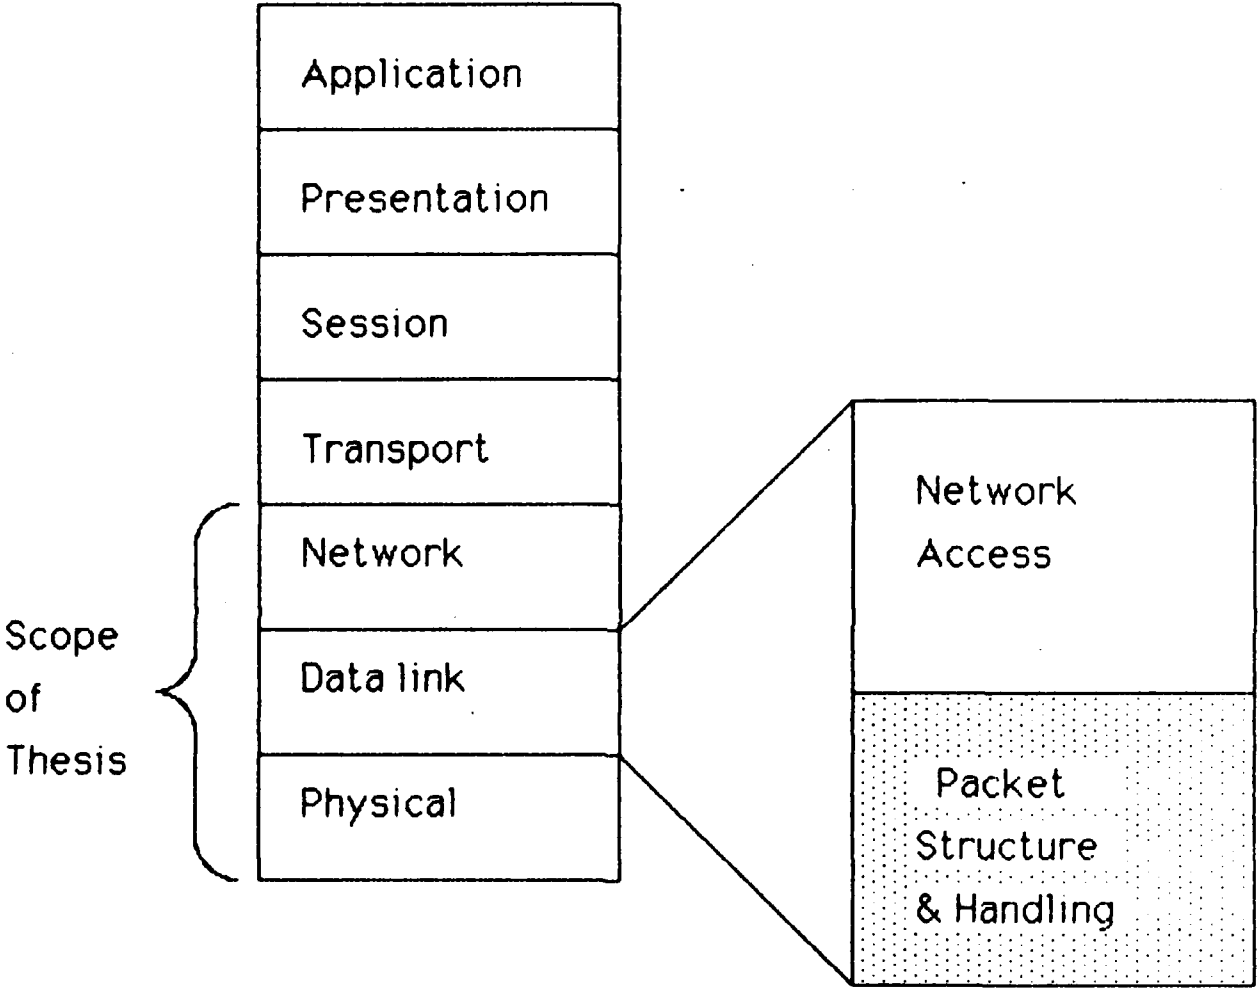 Application
Presentation
Session
Transport
Network
Data link
Physical
Scope
of
Thesis
Network
Access
Packet
Structure
& Handling